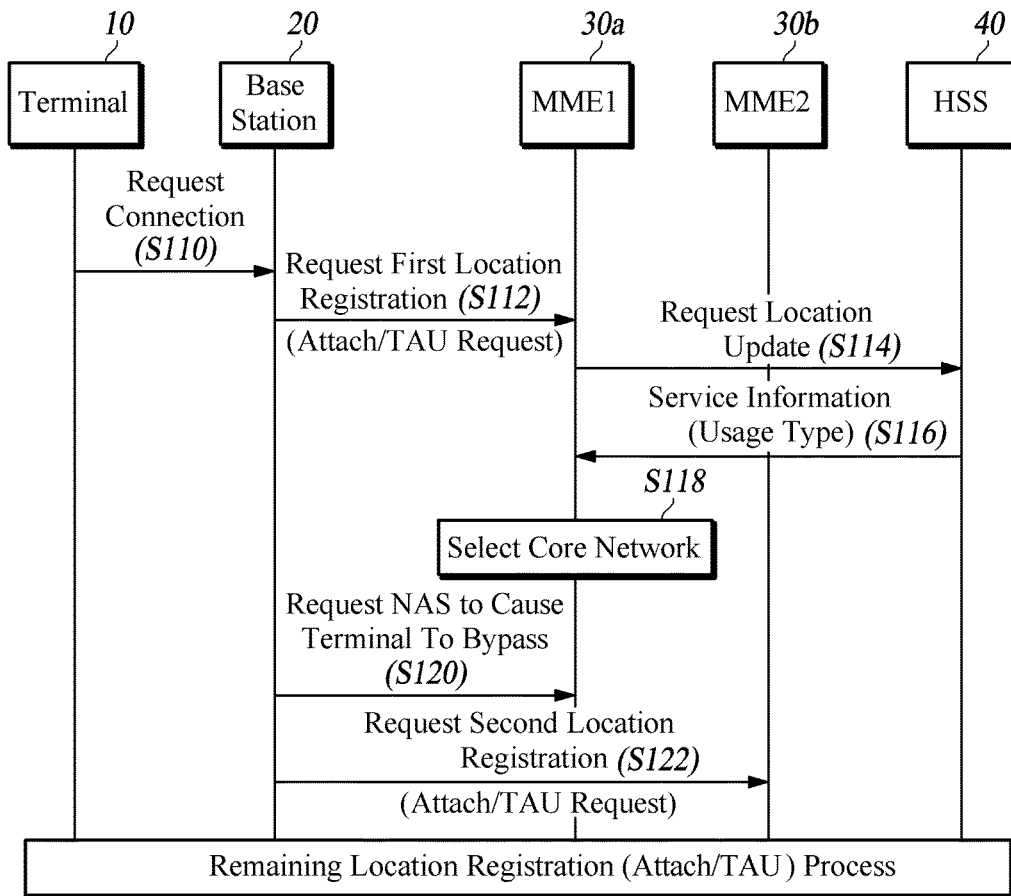 10
20
30a
30b
40
Terminal
Base
Station
MME1
MME2
HSS
Request
Connection
(S110)
Request First Location
Registration (S112)
(Attach/TAU Request)
Request Location
Update (S114)
Service Information
(Usage Type) (S116)
S118
Select Core Network
Request NAS to Cause
Terminal To Bypass
(S120)
Request Second Location
Registration (S122)
(Attach/TAU Request)
Remaining Location Registration (Attach/TAU) Process